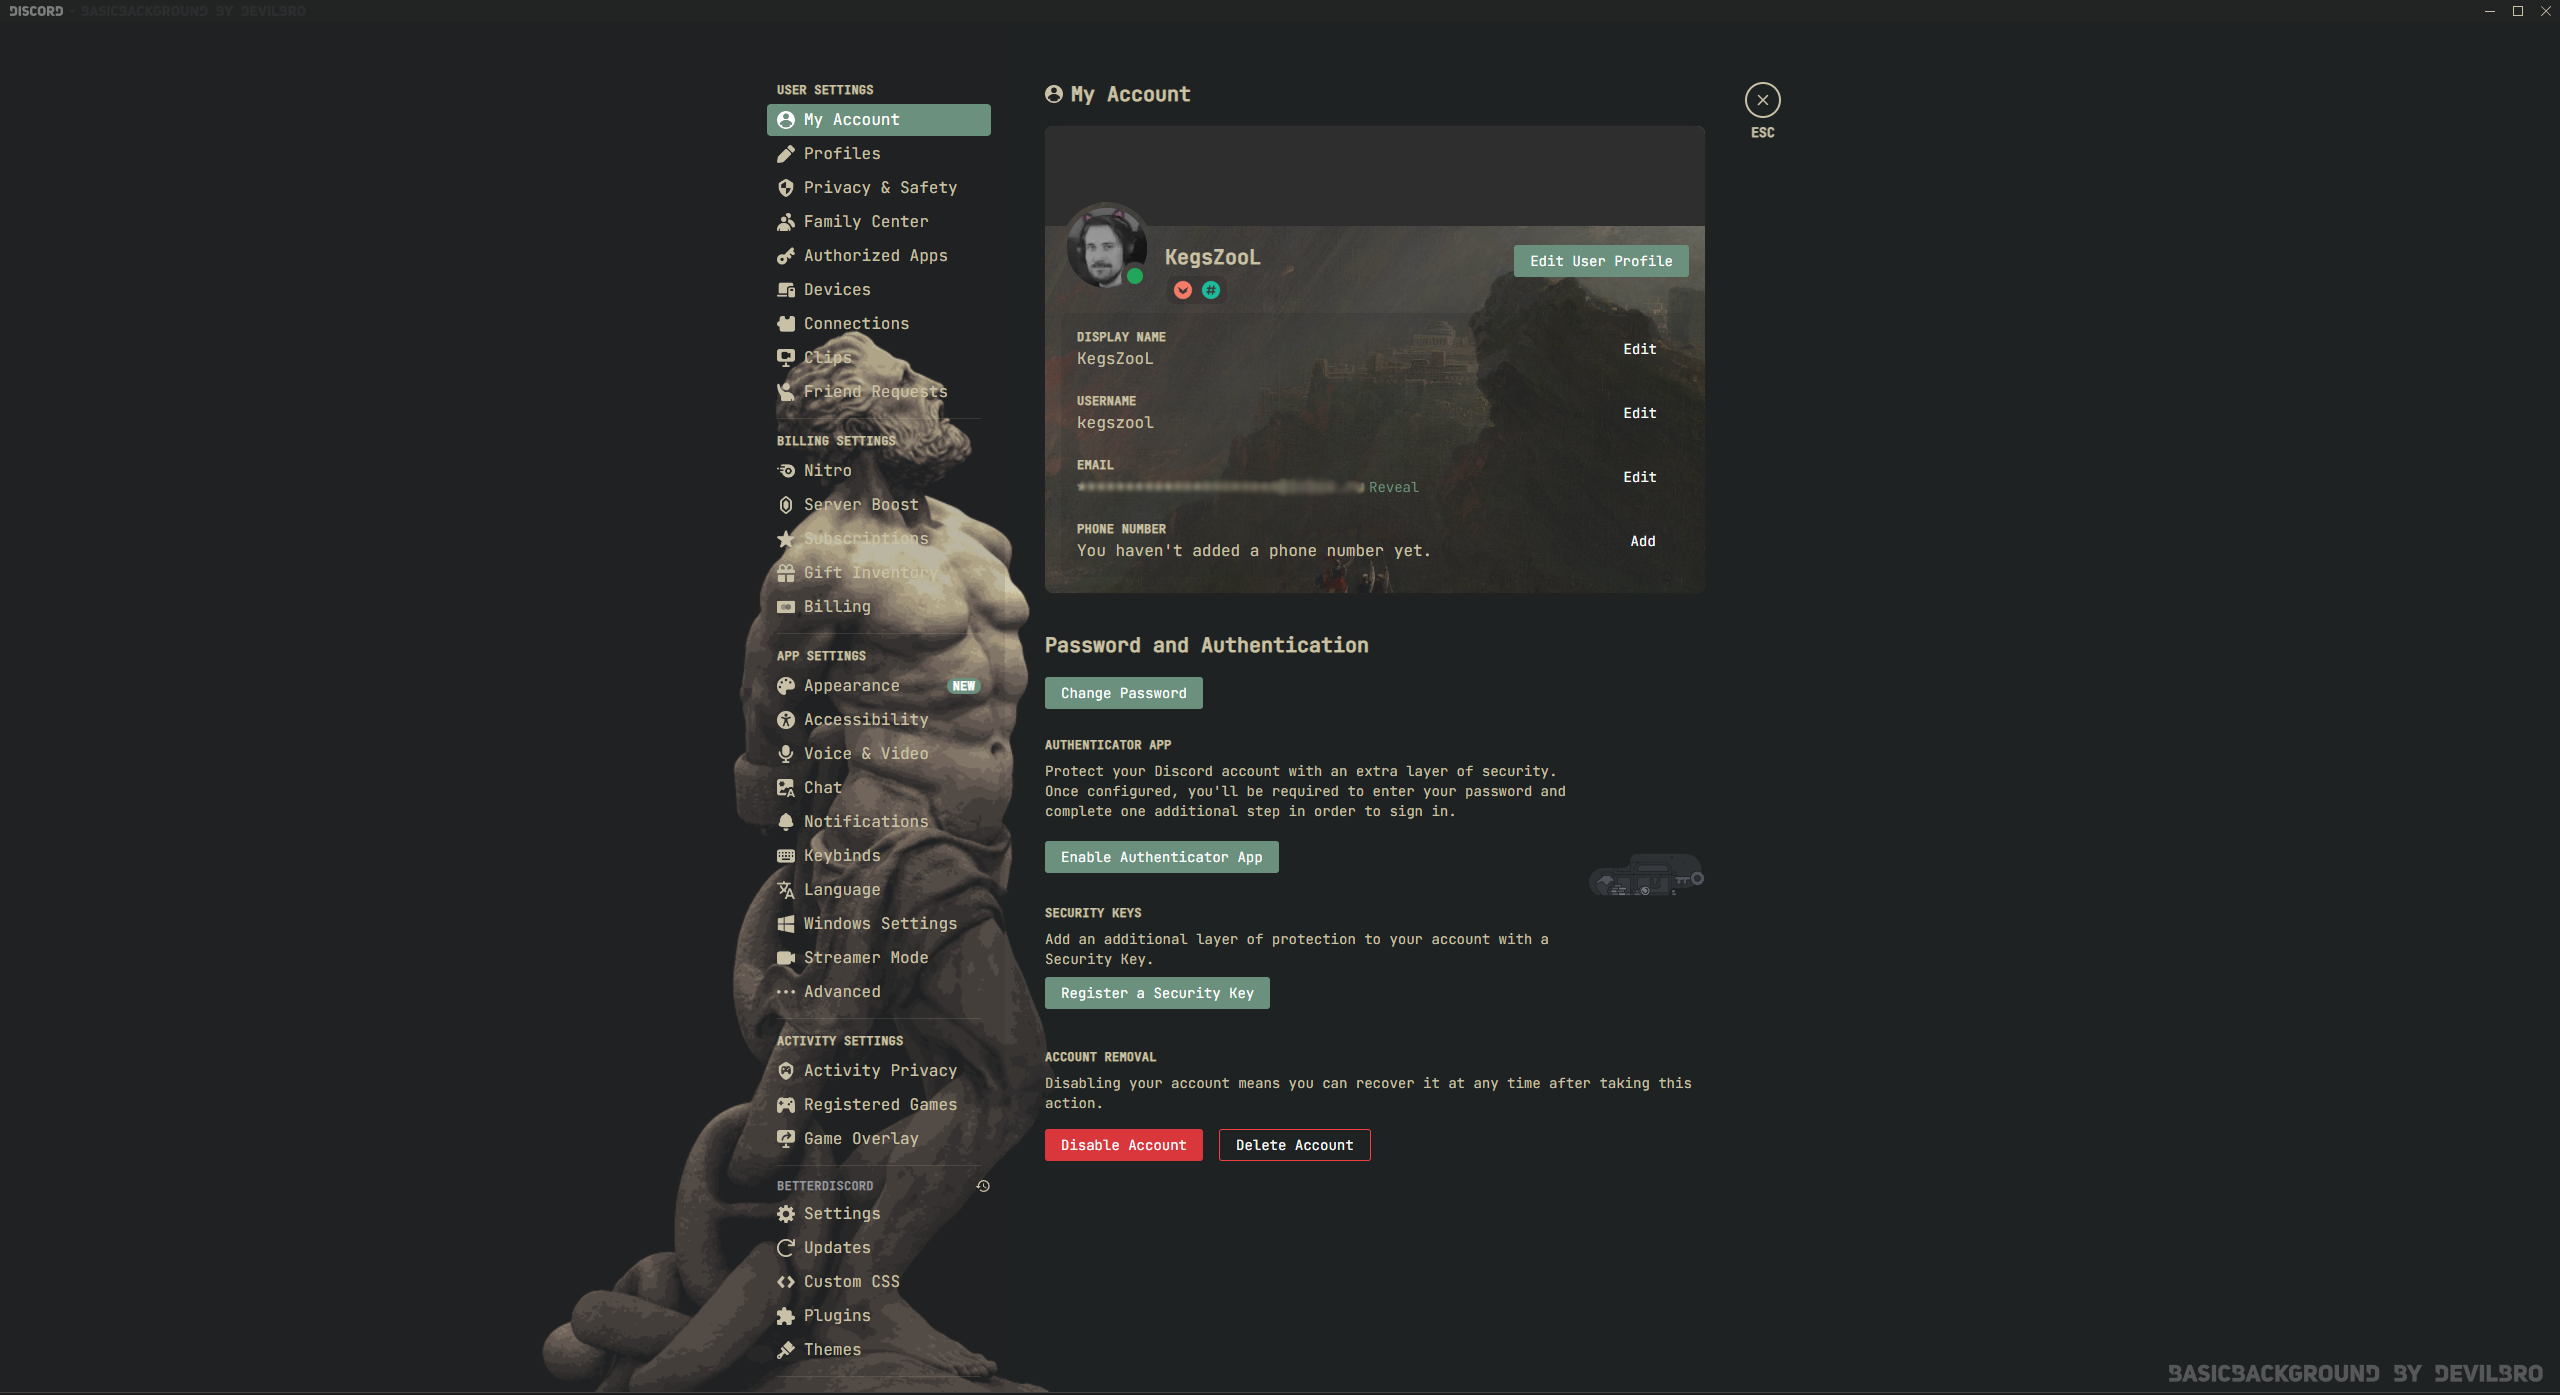 DISCORD - BASICBACKGROUND BY DEVILBRO
USER SETTINGS
My Account
Profiles
Privacy & Safety
Family Center
Authorized Apps
Devices
Connections
Clips
Friend Requests
BILLING SETTINGS
Nitro
Server Boost
Subscriptions
Gift Inventory
Billing
APP SETTINGS
Appearance NEW
Accessibility
Voice & Video
Chat
Notifications
Keybinds
Language
Windows Settings
Streamer Mode
Advanced
ACTIVITY SETTINGS
Activity Privacy
Registered Games
Game Overlay
BETTERDISCORD
Settings
Updates
Custom CSS
Plugins
Themes
My Account
ESC
KegsZooL
Edit User Profile
DISPLAY NAME
KegsZooL
Edit
USERNAME
kegszool
Edit
EMAIL
Reveal
Edit
PHONE NUMBER
You haven't added a phone number yet.
Add
Password and Authentication
Change Password
AUTHENTICATOR APP
Protect your Discord account with an extra layer of security.
Once configured, you'll be required to enter your password and
complete one additional step in order to sign in.
Enable Authenticator App
SECURITY KEYS
Add an additional layer of protection to your account with a
Security Key.
Register a Security Key
ACCOUNT REMOVAL
Disabling your account means you can recover it at any time after taking this
action.
Disable Account
Delete Account
BASICBACKGROUND BY DEVILBRO